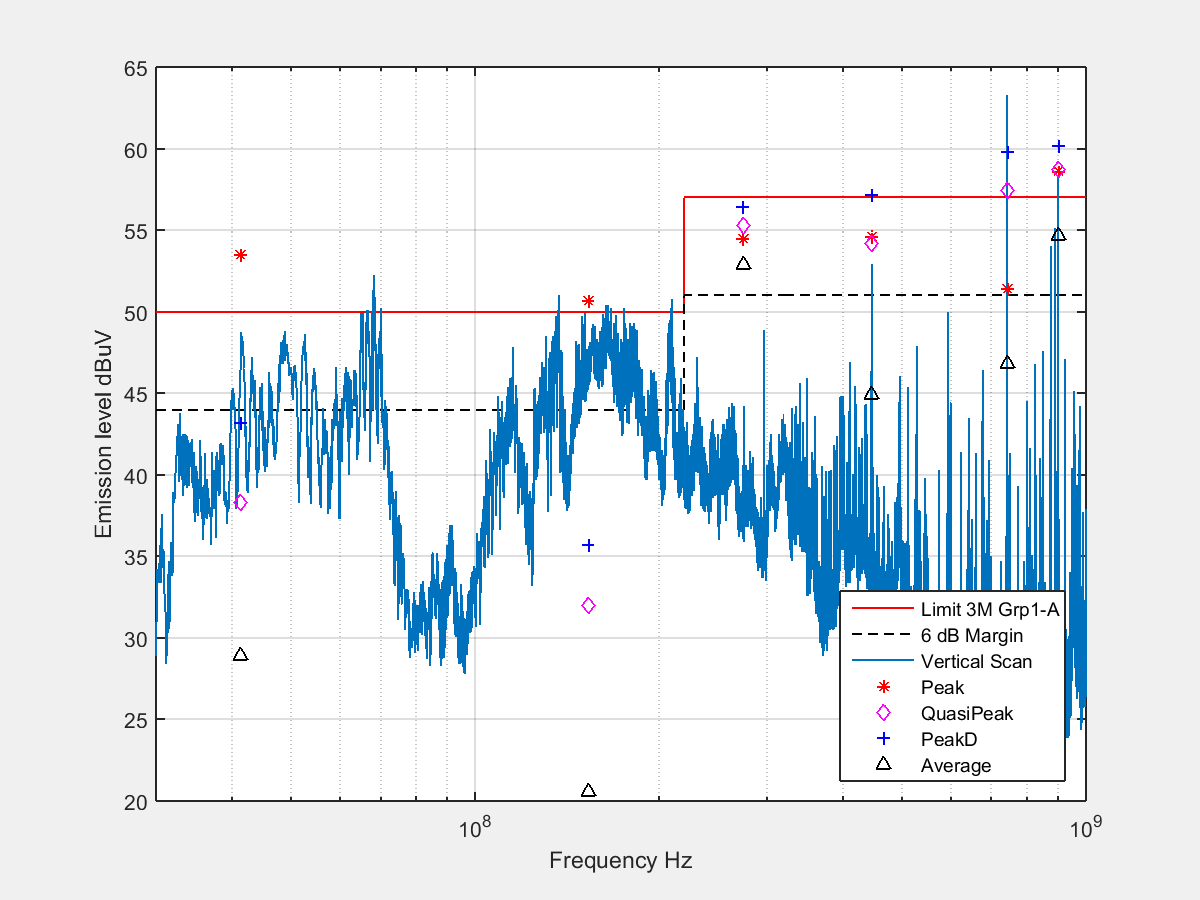 65
60
55
50
45
40
35
30
25
20
Emission level dBuV
10^8
10^9
Frequency Hz
Limit 3M Grp1-A
6 dB Margin
Vertical Scan
Peak
QuasiPeak
PeakD
Average